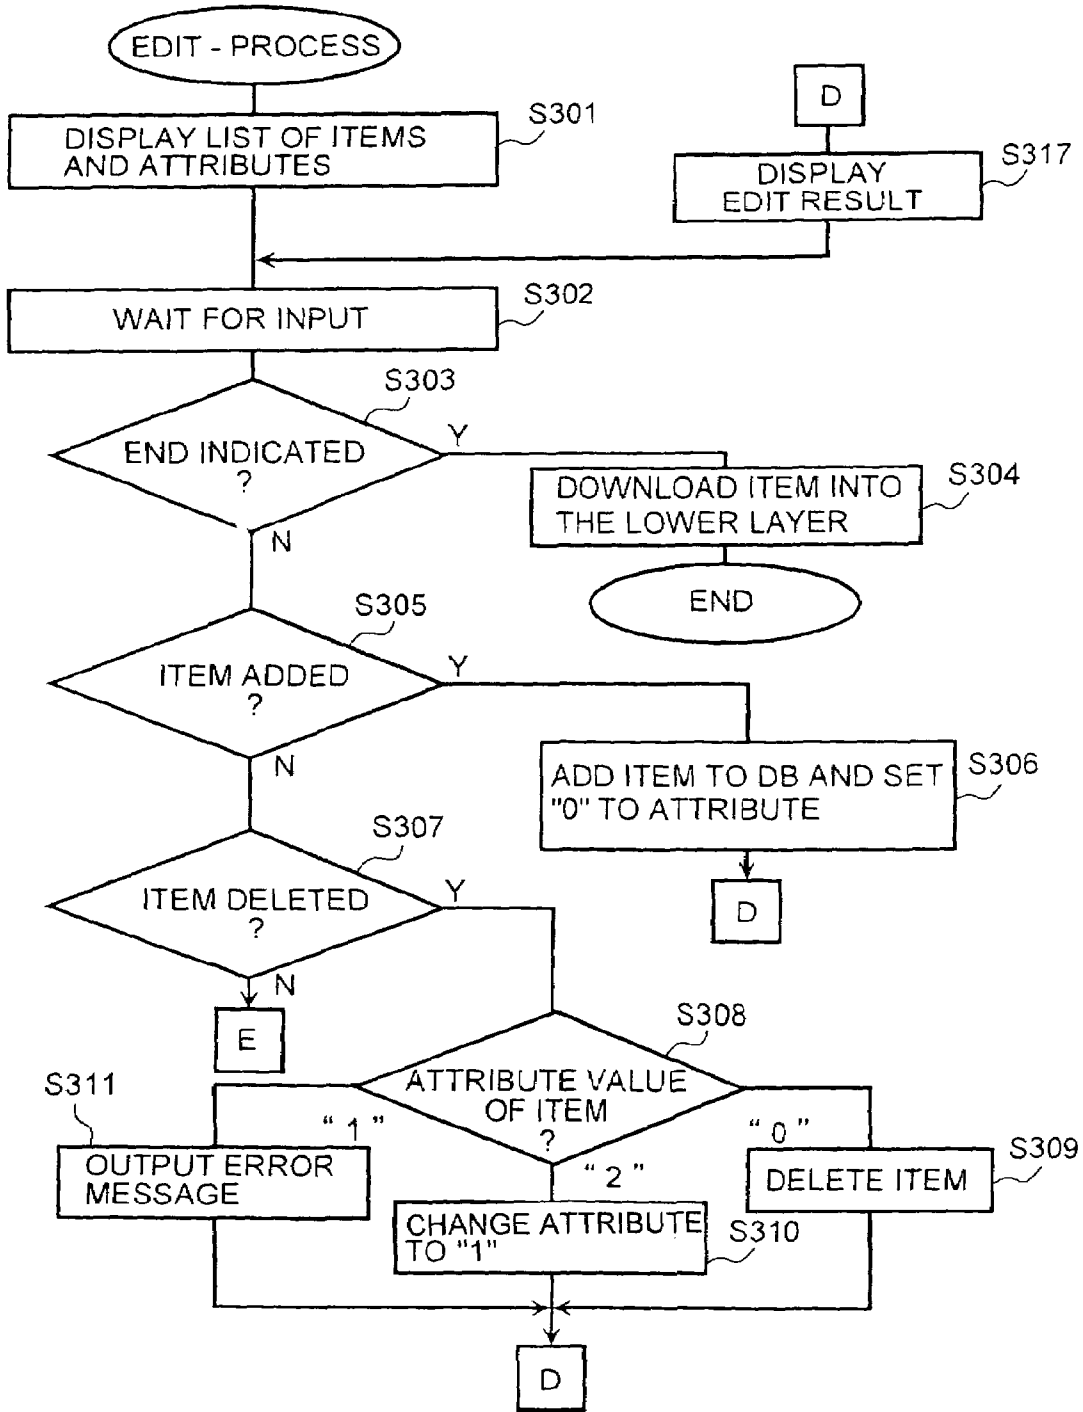 EDIT - PROCESS
DISPLAY LIST OF ITEMS
AND ATTRIBUTES
S301
D
DISPLAY
EDIT RESULT
S317
WAIT FOR INPUT
S302
S303
END INDICATED
?
Y
N
DOWNLOAD ITEM INTO
THE LOWER LAYER
S304
END
S305
ITEM ADDED
?
Y
N
ADD ITEM TO DB AND SET
"0" TO ATTRIBUTE
S306
D
S307
ITEM DELETED
?
Y
N
E
S308
ATTRIBUTE VALUE
OF ITEM
?
S311
" 1 "
" 2 "
" 0 "
OUTPUT ERROR
MESSAGE
CHANGE ATTRIBUTE
TO "1"
S310
DELETE ITEM
S309
D